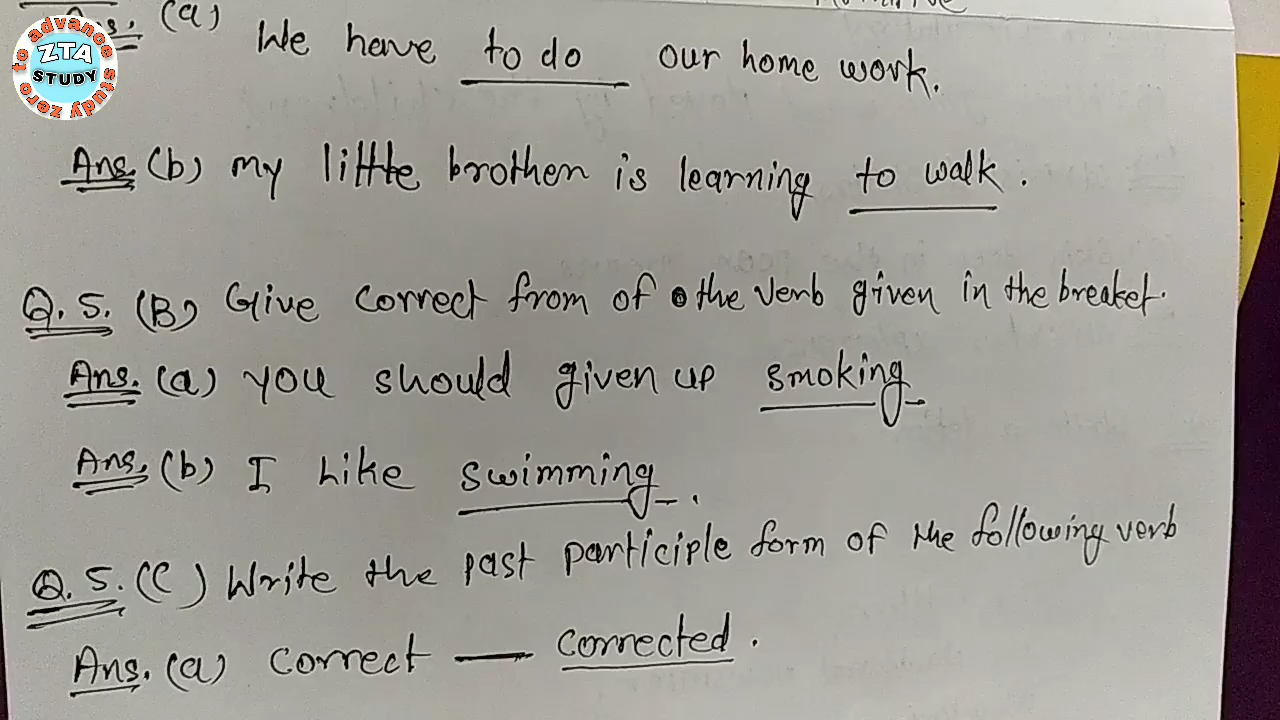 Ans. (a) We have to do our home work.
Ans. (b) my little brother is learning to walk.
Q.5. (B) Give correct from of the verb given in the breaket.
Ans. (a) you should given up smoking
Ans. (b) I like swimming.
Q.5. (C) Write the past participle form of the following verb
Ans. (a) correct — corrected.
ZTA
STUDY
zero to advance study